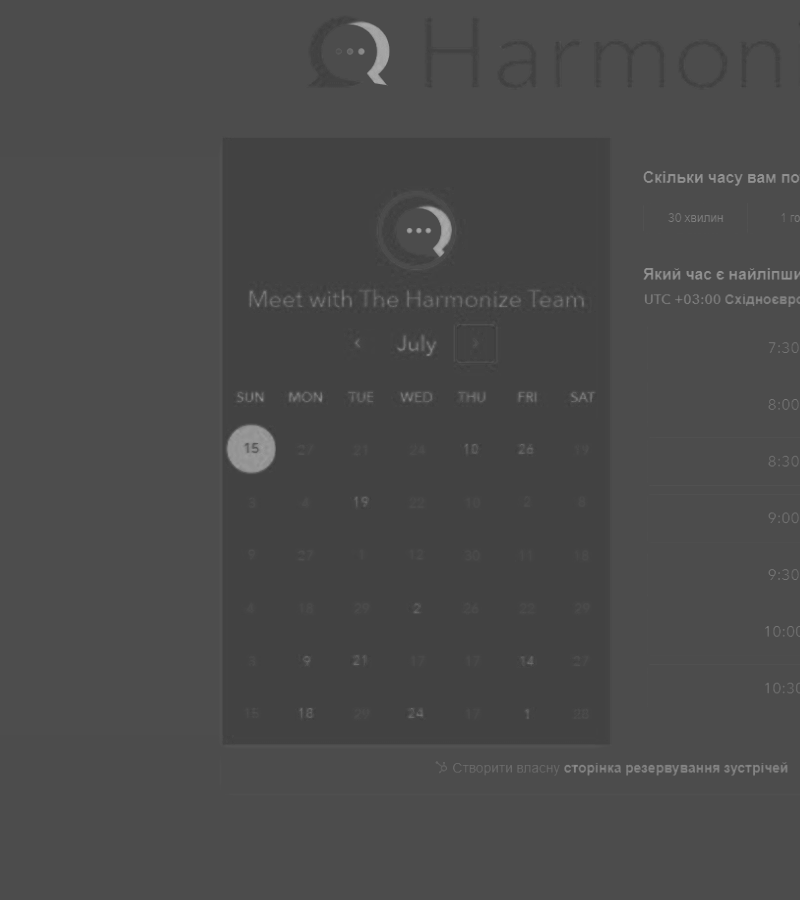 Harmoni
Скільки часу вам по
30 хвилин 1 го
Який час є найліпши
UTC +03:00 Східноєвро
Meet with The Harmonize Team
July
SUN MON TUE WED THU FRI SAT
15 27 21 24 10 26 19
3 4 19 22 10 2 6
9 27 1 12 30 11 18
4 13 29 2 26 22 29
8 9 21 17 19 14 27
15 18 29 24 17 1 28
7:30
8:00
8:30
9:00
9:30
10:00
10:30
Створити власну сторінка резервування зустрічей